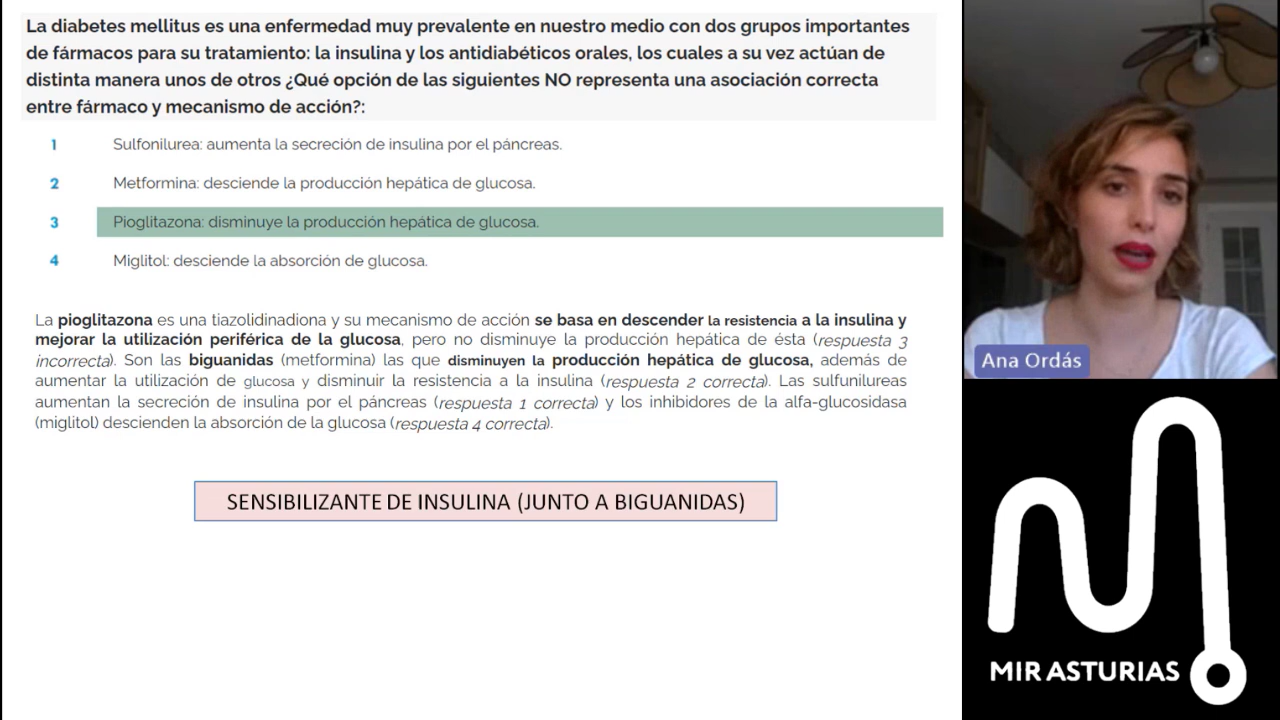 La diabetes mellitus es una enfermedad muy prevalente en nuestro medio con dos grupos importantes
de fármacos para su tratamiento: la insulina y los antidiabéticos orales, los cuales a su vez actúan de
distinta manera unos de otros ¿Qué opción de las siguientes NO representa una asociación correcta
entre fármaco y mecanismo de acción?:
1 Sulfonilurea: aumenta la secreción de insulina por el páncreas.
2 Metformina: desciende la producción hepática de glucosa.
3 Pioglitazona: disminuye la producción hepática de glucosa.
4 Miglitol: desciende la absorción de glucosa.
La pioglitazona es una tiazolidinadiona y su mecanismo de acción se basa en descender la resistencia a la insulina y
mejorar la utilización periférica de la glucosa, pero no disminuye la producción hepática de ésta (respuesta 3
incorrecta). Son las biguanidas (metformina) las que disminuyen la producción hepática de glucosa, además de
aumentar la utilización de glucosa y disminuir la resistencia a la insulina (respuesta 2 correcta). Las sulfunilureas
aumentan la secreción de insulina por el páncreas (respuesta 1 correcta) y los inhibidores de la alfa-glucosidasa
(miglitol) descienden la absorción de la glucosa (respuesta 4 correcta).
SENSIBILIZANTE DE INSULINA (JUNTO A BIGUANIDAS)
Ana Ordás
MIR ASTURIAS